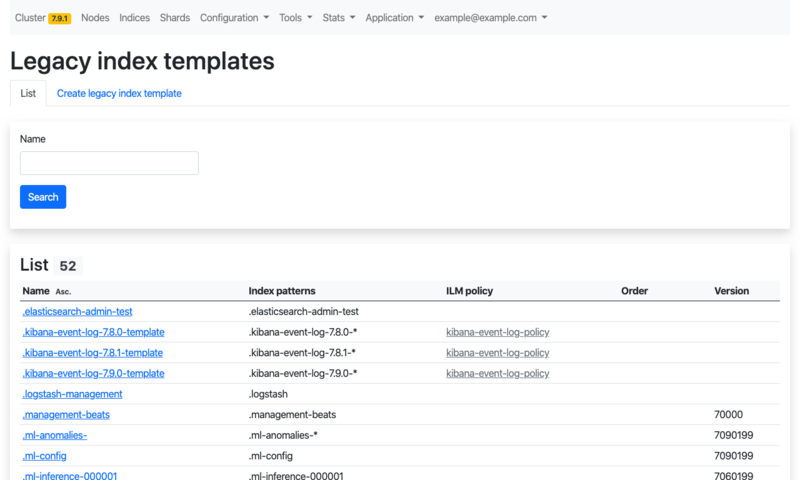 Cluster 7.9.1 Nodes Indices Shards Configuration Tools Stats Application example@example.com
Legacy index templates
List Create legacy index template
Name
Search
List 52
Name Asc. Index patterns ILM policy Order Version
.elasticsearch-admin-test .elasticsearch-admin-test
.kibana-event-log-7.8.0-template .kibana-event-log-7.8.0-* kibana-event-log-policy
.kibana-event-log-7.8.1-template .kibana-event-log-7.8.1-* kibana-event-log-policy
.kibana-event-log-7.9.0-template .kibana-event-log-7.9.0-* kibana-event-log-policy
.logstash-management .logstash
.management-beats .management-beats 70000
.ml-anomalies- .ml-anomalies-* 7090199
.ml-config .ml-config 7090199
.ml-inference-000001 .ml-inference-000001 7060199